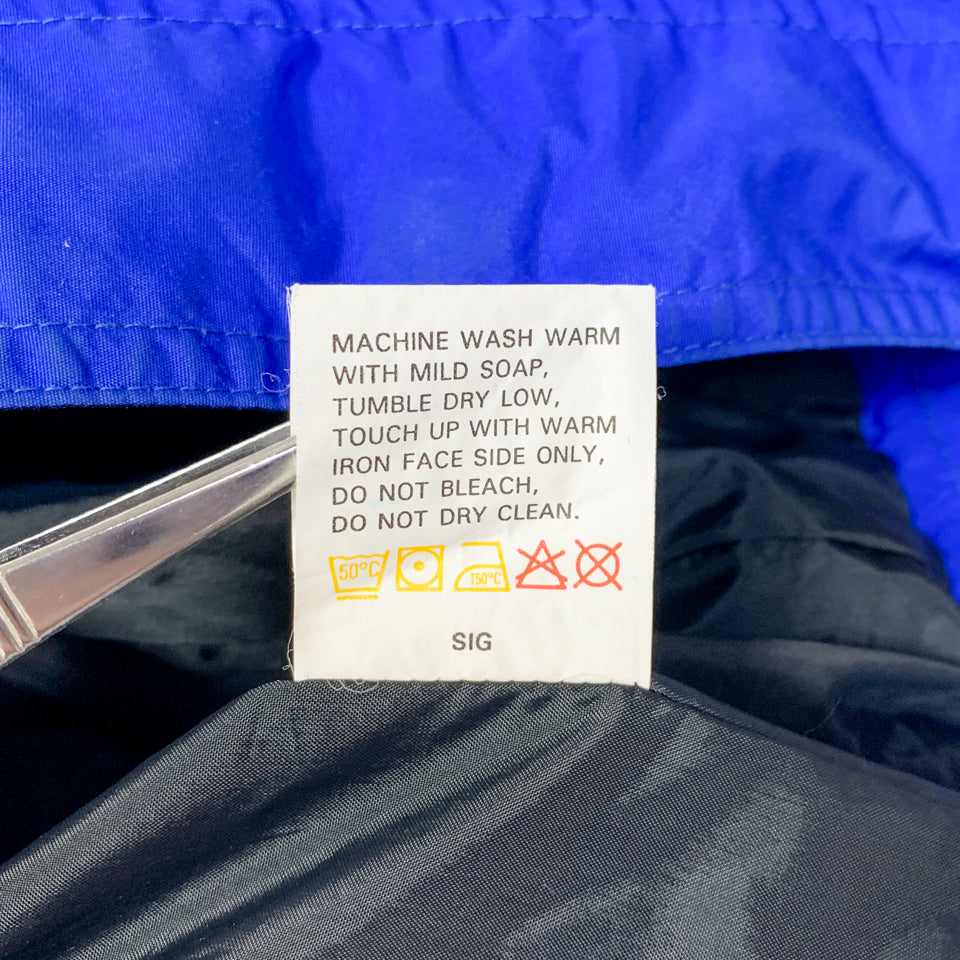 MACHINE WASH WARM
WITH MILD SOAP,
TUMBLE DRY LOW,
TOUCH UP WITH WARM
IRON FACE SIDE ONLY,
DO NOT BLEACH,
DO NOT DRY CLEAN.
50°C 150°C
SIG